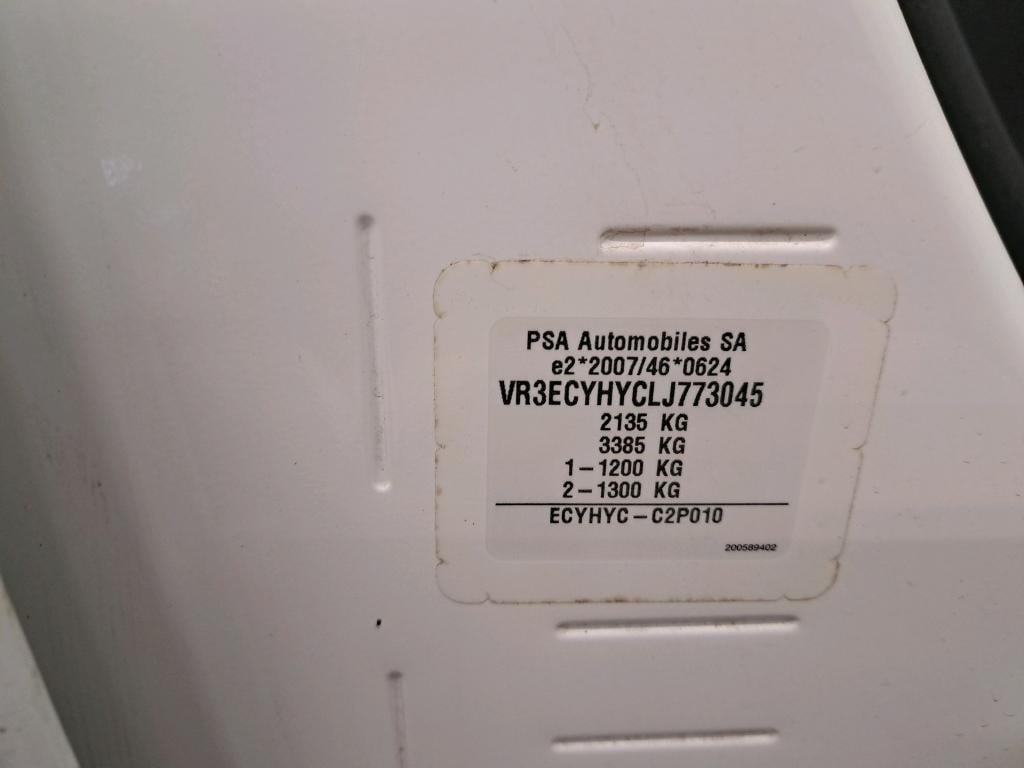 PSA Automobiles SA
e2*2007/46*0624
VR3ECYHYCLJ773045
2135 KG
3385 KG
1-1200 KG
2-1300 KG
ECYHYC-C2P010
200589402